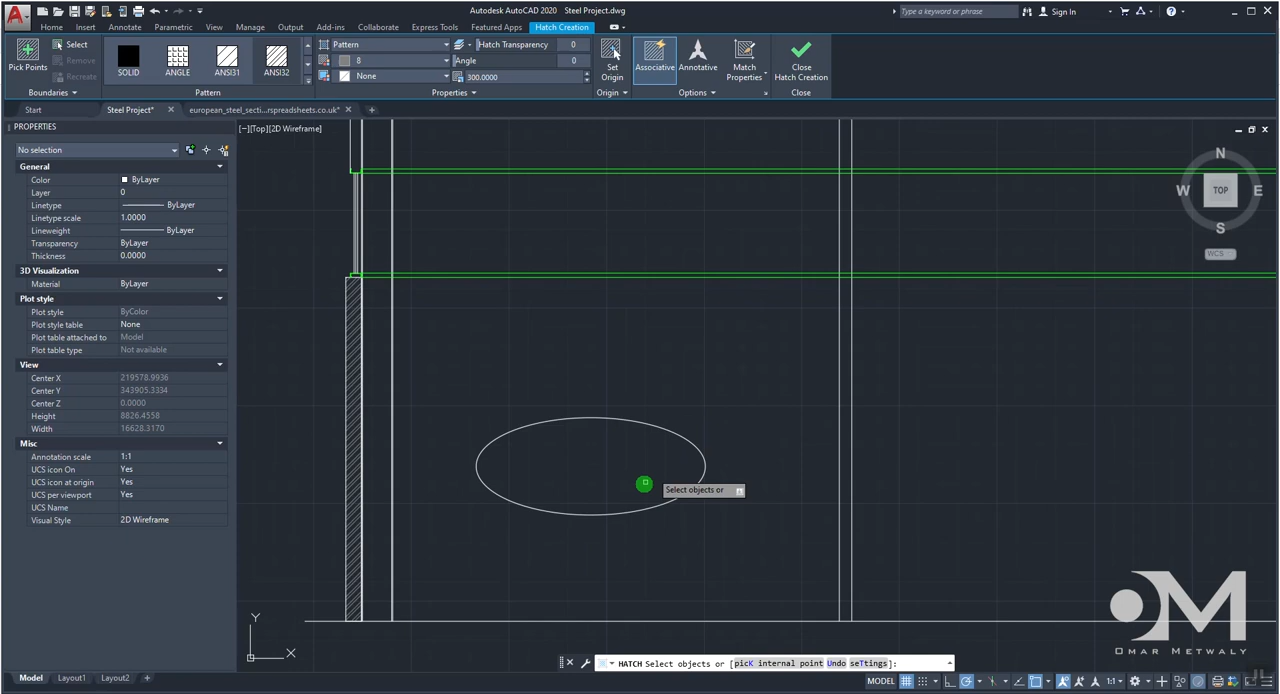 Autodesk AutoCAD 2020 Steel Project.dwg
Type a keyword or phrase
Sign In
Home Insert Annotate Parametric View Manage Output Add-ins Collaborate Express Tools Featured Apps Hatch Creation
Pick Points
Select
Remove
Recreate
Boundaries
SOLID
ANGLE
ANSI31
ANSI32
Pattern
Pattern
8
None
Hatch Transparency 0
Angle 0
300.0000
Properties
Set Origin
Origin
Associative
Annotative
Match Properties
Options
Close Hatch Creation
Close
Start
Steel Project*
european_steel_secti...rspreadsheets.co.uk*
PROPERTIES
No selection
General
Color ByLayer
Layer 0
Linetype ByLayer
Linetype scale 1.0000
Lineweight ByLayer
Transparency ByLayer
Thickness 0.0000
3D Visualization
Material ByLayer
Plot style
Plot style ByColor
Plot style table None
Plot table attached to Model
Plot table type Not available
View
Center X 219578.9936
Center Y 343905.3334
Center Z 0.0000
Height 8826.4558
Width 16628.3170
Misc
Annotation scale 1:1
UCS icon On Yes
UCS icon at origin Yes
UCS per viewport Yes
UCS Name
Visual Style 2D Wireframe
[−][Top][2D Wireframe]
N
W TOP E
S
WCS
Select objects or
Y
X
OM
OMAR METWALY
HATCH Select objects or [picK internal point Undo seTtings]:
Model Layout1 Layout2
MODEL
1:1